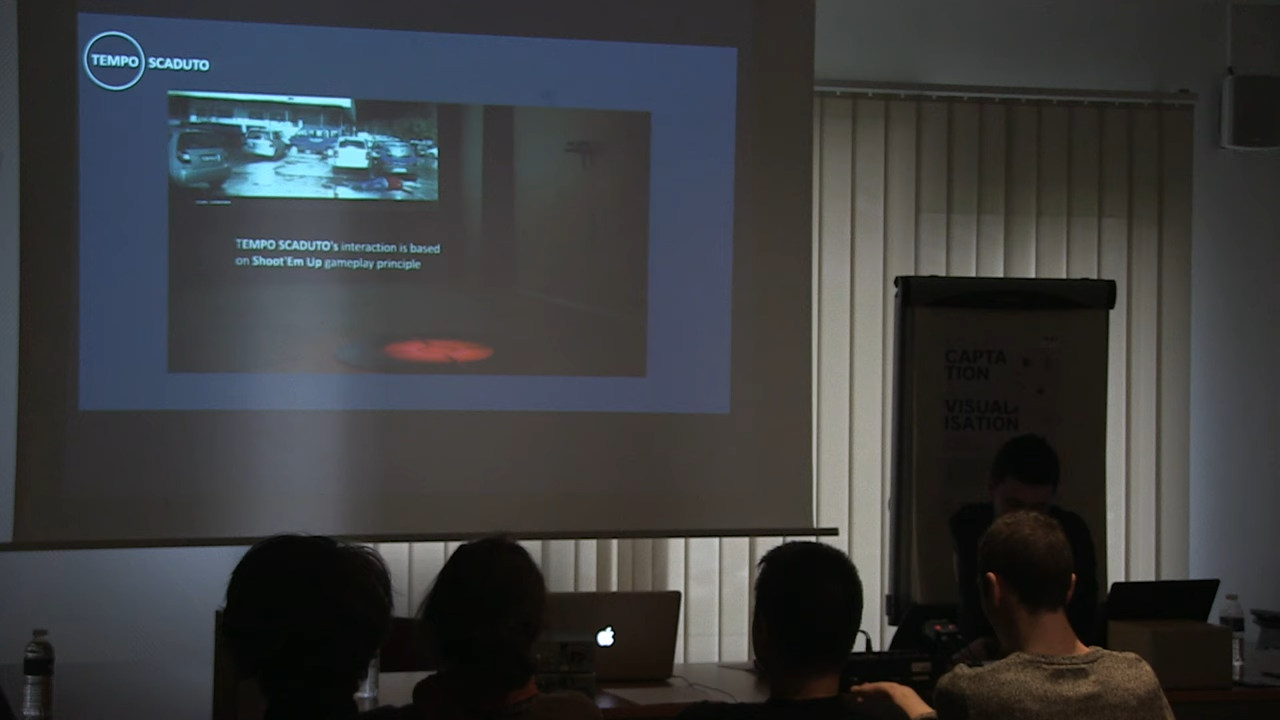 TEMPO SCADUTO
TEMPO SCADUTO's interaction is based
on Shoot'Em Up gameplay principle
CAPTA
TION
VISUAL
ISATION